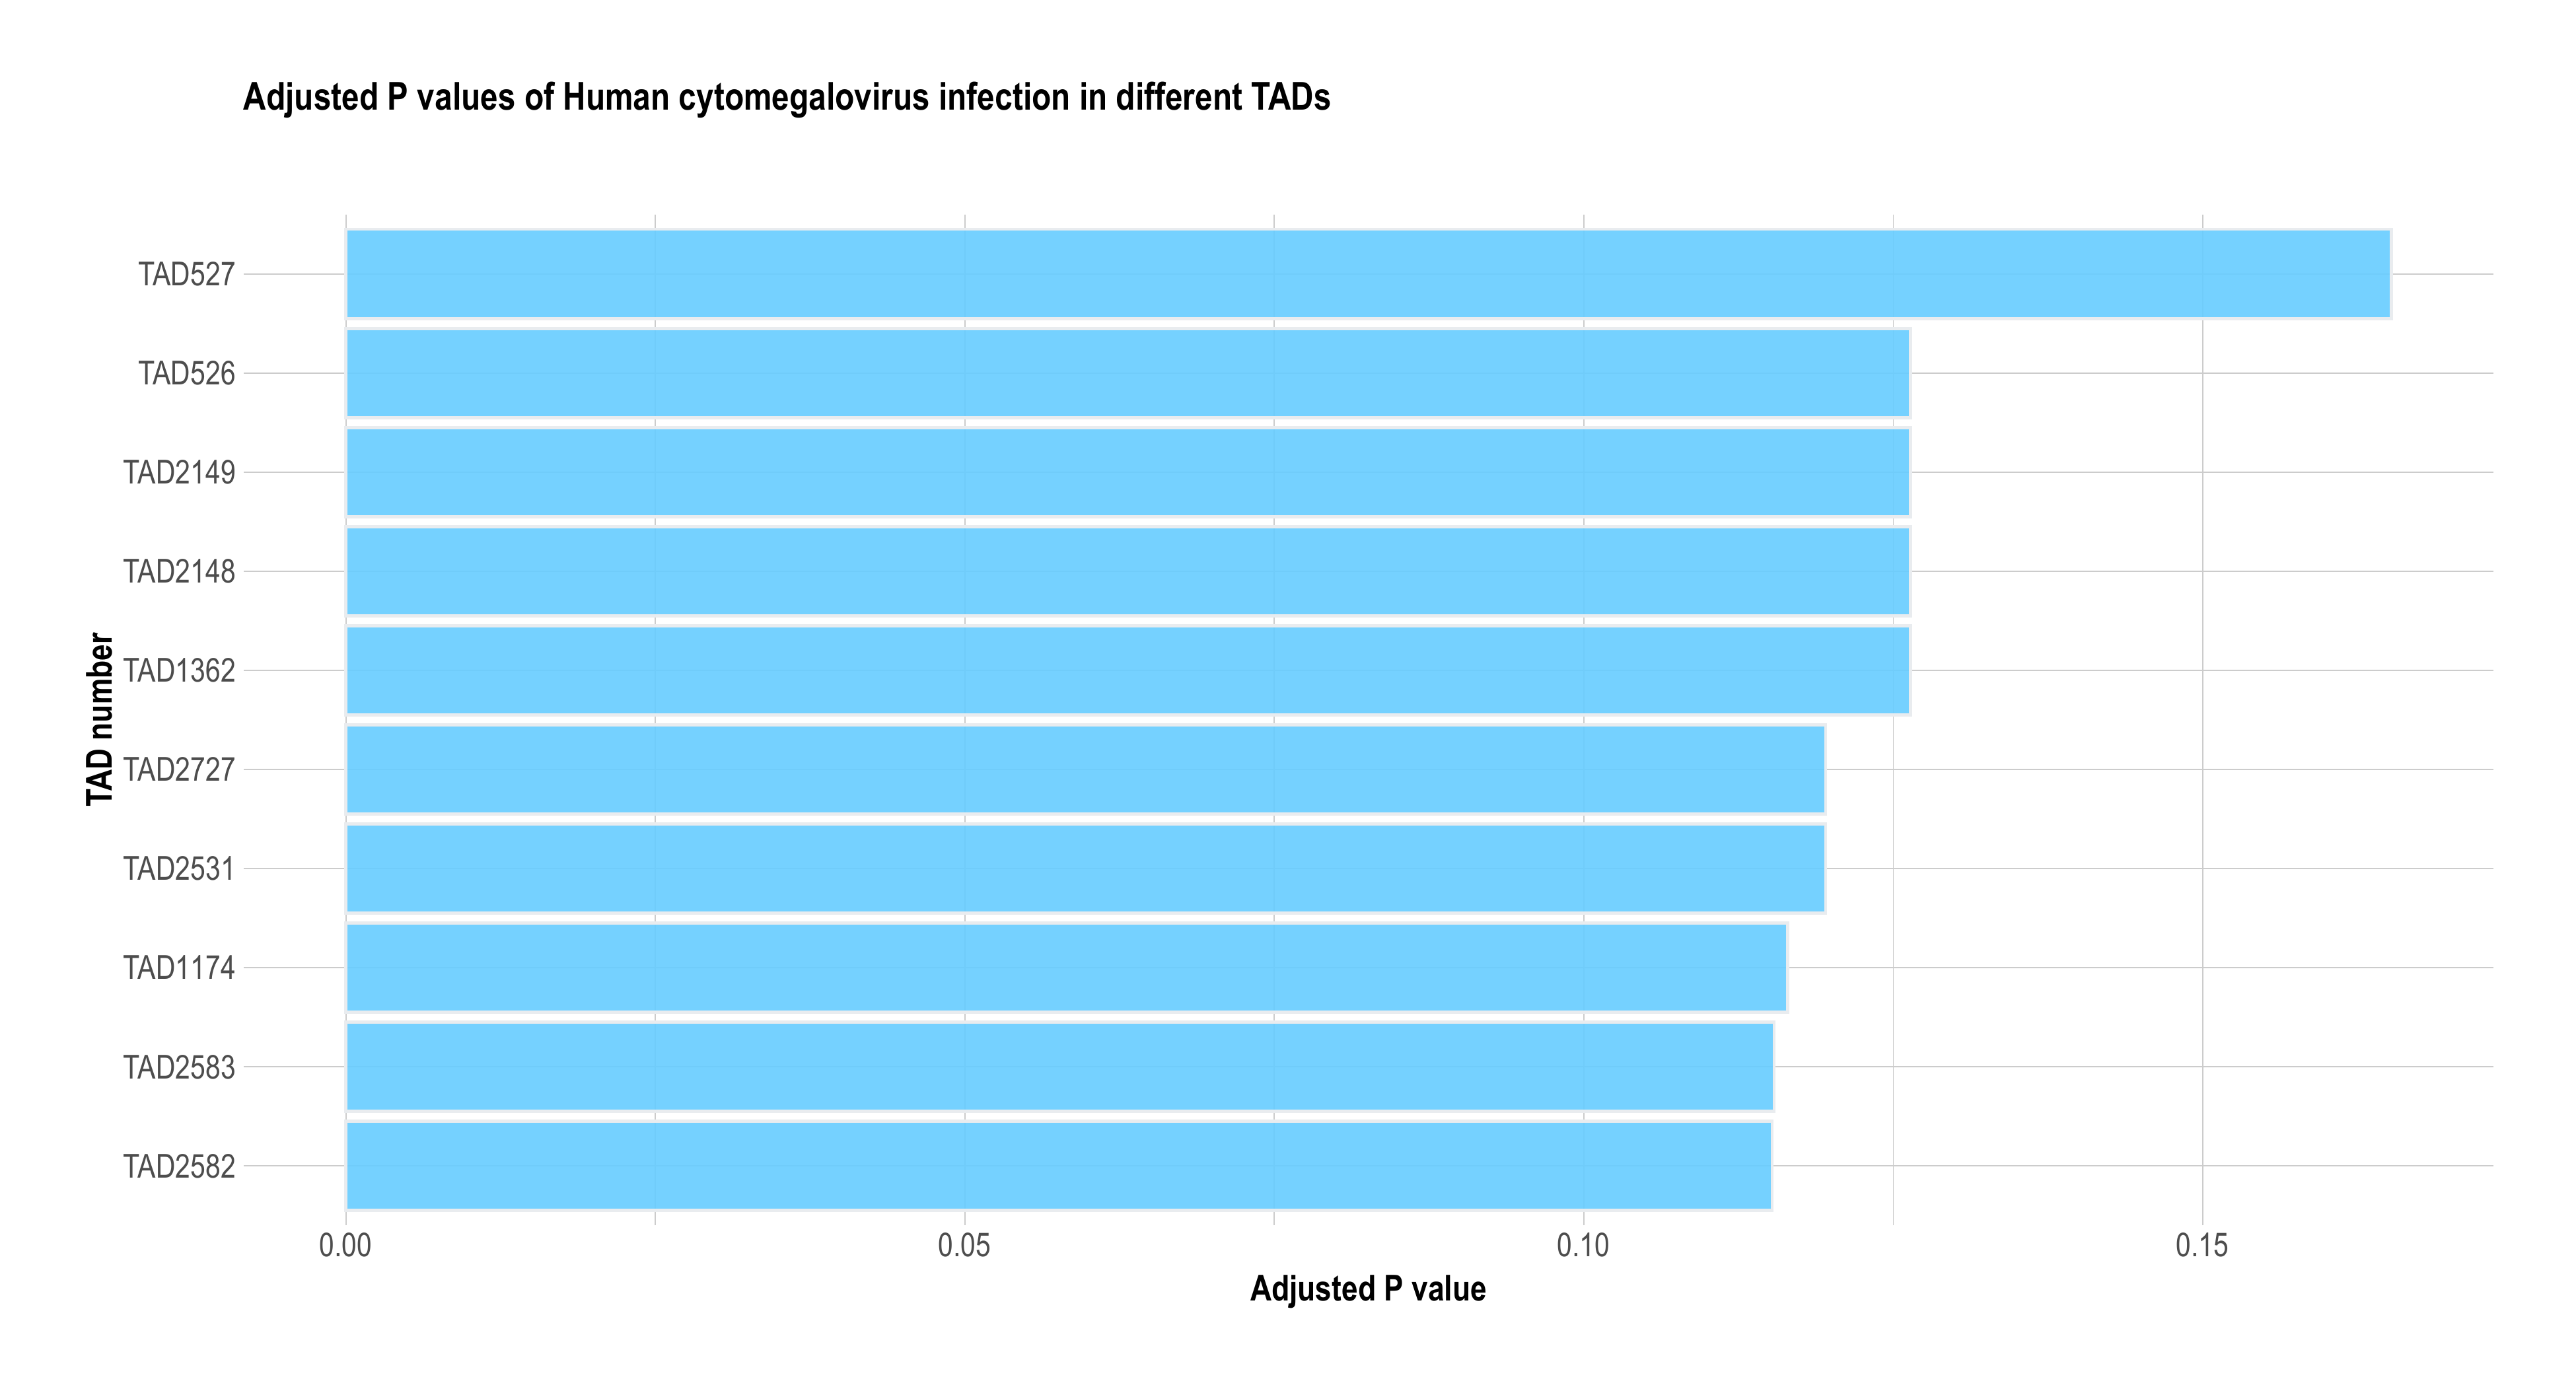 Adjusted P values of Human cytomegalovirus infection in different TADs
TAD527
TAD526
TAD2149
TAD2148
TAD1362
TAD2727
TAD2531
TAD1174
TAD2583
TAD2582
TAD number
0.00 0.05 0.10 0.15
Adjusted P value